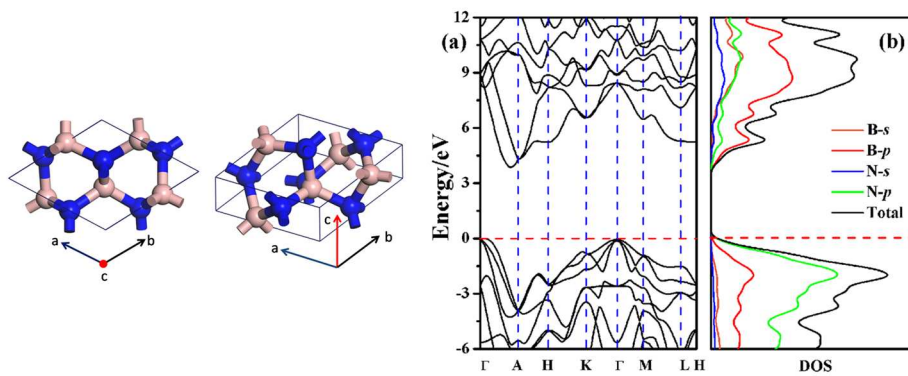 a
b
c
c
a
b
(a)
Energy/eV
12
9
6
3
0
-3
-6
Γ A H K Γ M L H
(b)
B-s
B-p
N-s
N-p
Total
DOS